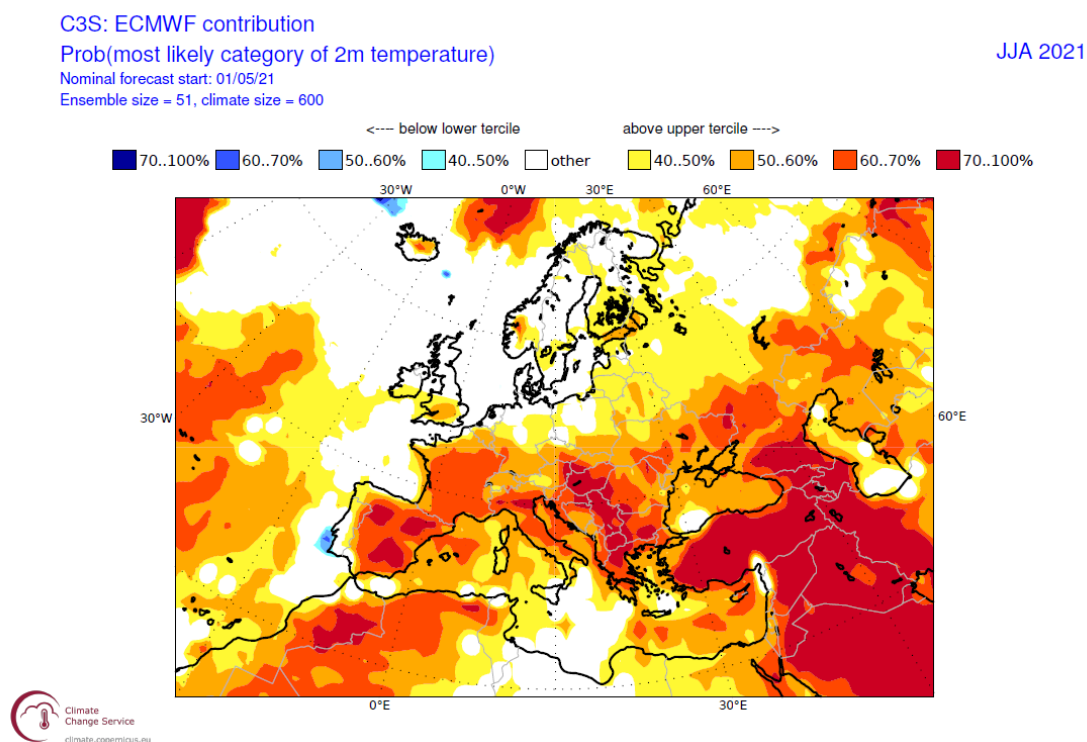 C3S: ECMWF contribution
Prob(most likely category of 2m temperature)
JJA 2021
Nominal forecast start: 01/05/21
Ensemble size = 51, climate size = 600
<---- below lower tercile
above upper tercile ---->
70..100% 60..70% 50..60% 40..50% other 40..50% 50..60% 60..70% 70..100%
30°W 0°W 30°E 60°E
30°W
60°E
0°E 30°E
Climate
Change Service
climate.copernicus.eu